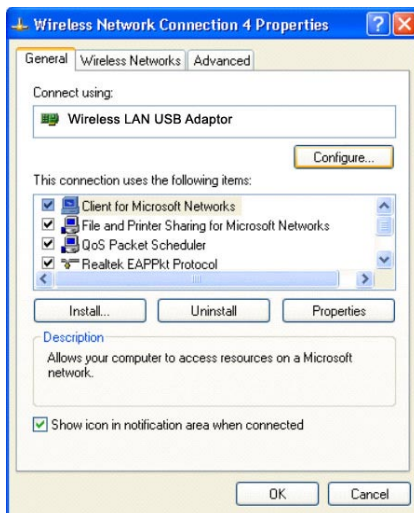 Wireless Network Connection 4 Properties
General Wireless Networks Advanced
Connect using:
Wireless LAN USB Adaptor
Configure...
This connection uses the following items:
Client for Microsoft Networks
File and Printer Sharing for Microsoft Networks
QoS Packet Scheduler
Realtek EAPPkt Protocol
Install... Uninstall Properties
Description
Allows your computer to access resources on a Microsoft
network.
Show icon in notification area when connected
OK Cancel